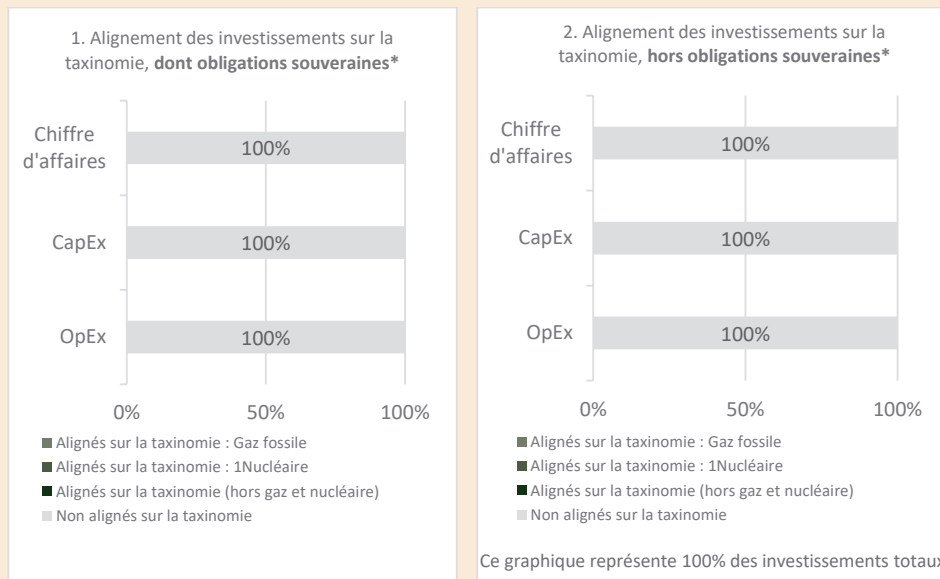 1. Alignement des investissements sur la
taxinomie, dont obligations souveraines*
Chiffre
d'affaires
100%
CapEx
100%
OpEx
100%
0%
50%
100%
Alignés sur la taxinomie : Gaz fossile
Alignés sur la taxinomie : 1Nucléaire
Alignés sur la taxinomie (hors gaz et nucléaire)
Non alignés sur la taxinomie
2. Alignement des investissements sur la
taxinomie, hors obligations souveraines*
Chiffre
d'affaires
100%
CapEx
100%
OpEx
100%
0%
50%
100%
Alignés sur la taxinomie : Gaz fossile
Alignés sur la taxinomie : 1Nucléaire
Alignés sur la taxinomie (hors gaz et nucléaire)
Non alignés sur la taxinomie
Ce graphique représente 100% des investissements totaux